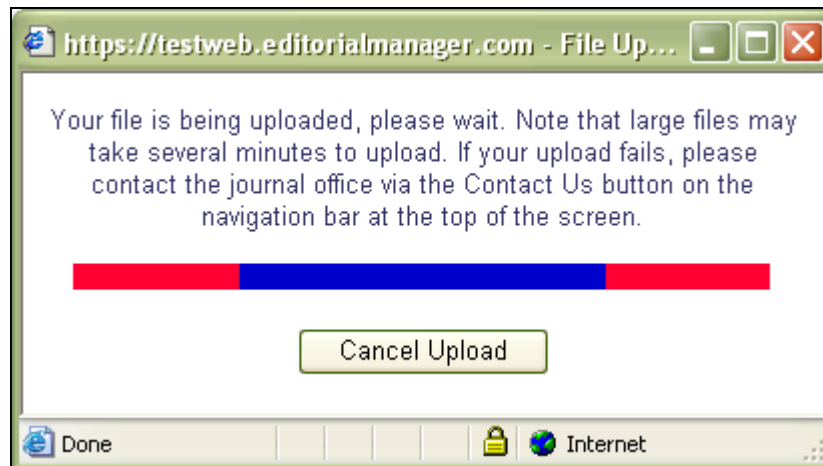 https://testweb.editorialmanager.com - File Up...
Your file is being uploaded, please wait. Note that large files may
take several minutes to upload. If your upload fails, please
contact the journal office via the Contact Us button on the
navigation bar at the top of the screen.
Cancel Upload
Done
Internet